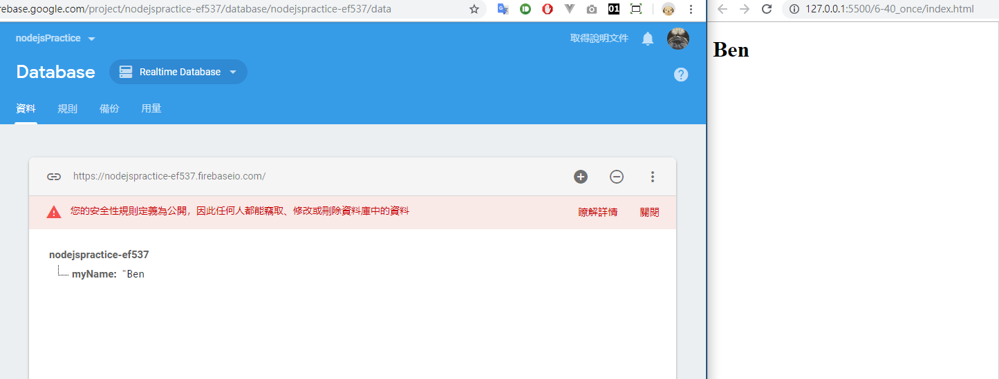 rebase.google.com/project/nodejspractice-ef537/database/nodejspractice-ef537/data
01
127.0.0.1:5500/6-40_once/index.html
nodejsPractice
取得說明文件
Database
Realtime Database
?
資料
規則
備份
用量
https://nodejspractice-ef537.firebaseio.com/
您的安全性規則定義為公開，因此任何人都能竊取、修改或刪除資料庫中的資料
瞭解詳情
關閉
nodejspractice-ef537
myName: "Ben
Ben